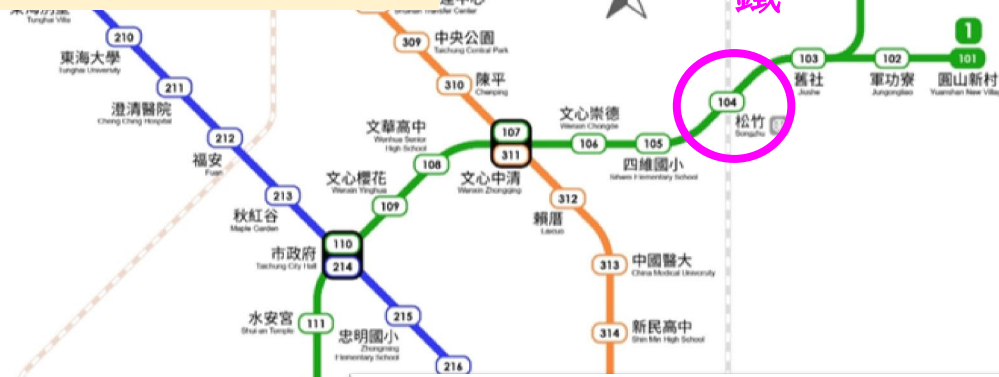 鐵
309
中央公園
Taichung Central Park
310
陳平
Chenping
210
東海大學
Tunghai University
211
澄清醫院
Cheng Ching Hospital
212
福安
Fuan
213
秋紅谷
Maple Garden
市政府
Taichung City Hall
110
214
水安宮
Shui-an Temple
111
215
忠明國小
Zhongming
Elementary School
216
文心櫻花
Wenxin Yinghua
109
文華高中
Wenhua Senior
High School
108
107
311
文心中清
Wenxin Zhongqing
文心崇德
Wenxin Chongde
106
105
四維國小
Sihwei Elementary School
104
松竹
Songzhu
103
舊社
Jiushe
102
軍功寮
Jungongliao
1
101
圓山新村
312
賴厝
Laicuo
313
中國醫大
China Medical University
314
新民高中
Shin Min High School